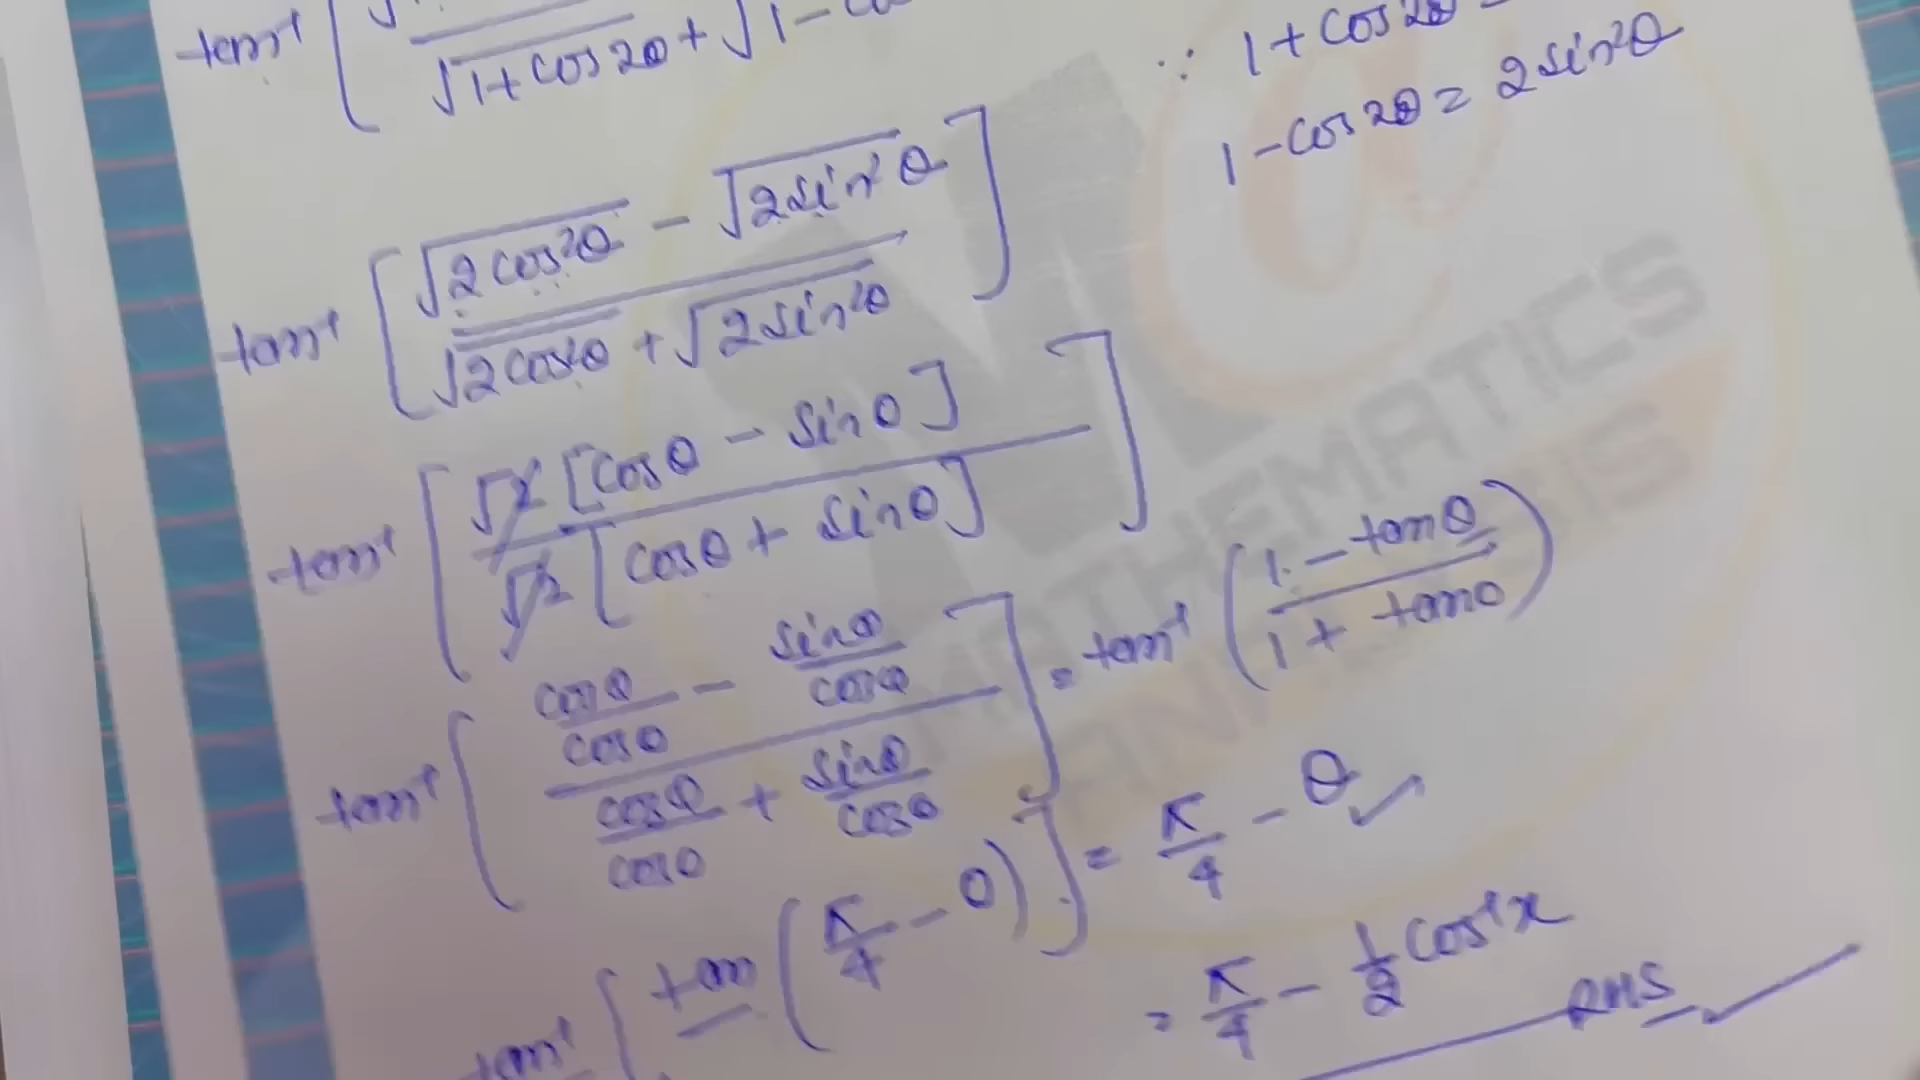 tan⁻¹ [ √1+cos2θ + √1-
∵ 1+cos2θ
1-cos2θ = 2sin²θ
tan⁻¹ [ (√2cos²θ - √2sin²θ) / (√2cos²θ + √2sin²θ) ]
tan⁻¹ [ √2[cosθ - sinθ] / √2[cosθ + sinθ] ]
tan⁻¹ [ (cosθ/cosθ - sinθ/cosθ) / (cosθ/cosθ + sinθ/cosθ) ] = tan⁻¹ ( (1-tanθ) / (1+tanθ) )
tan⁻¹ [ tan ( π/4 - θ ) ] = π/4 - θ ✓
= π/4 - 1/2 cos⁻¹x
RHS ✓
MATHEMATICS